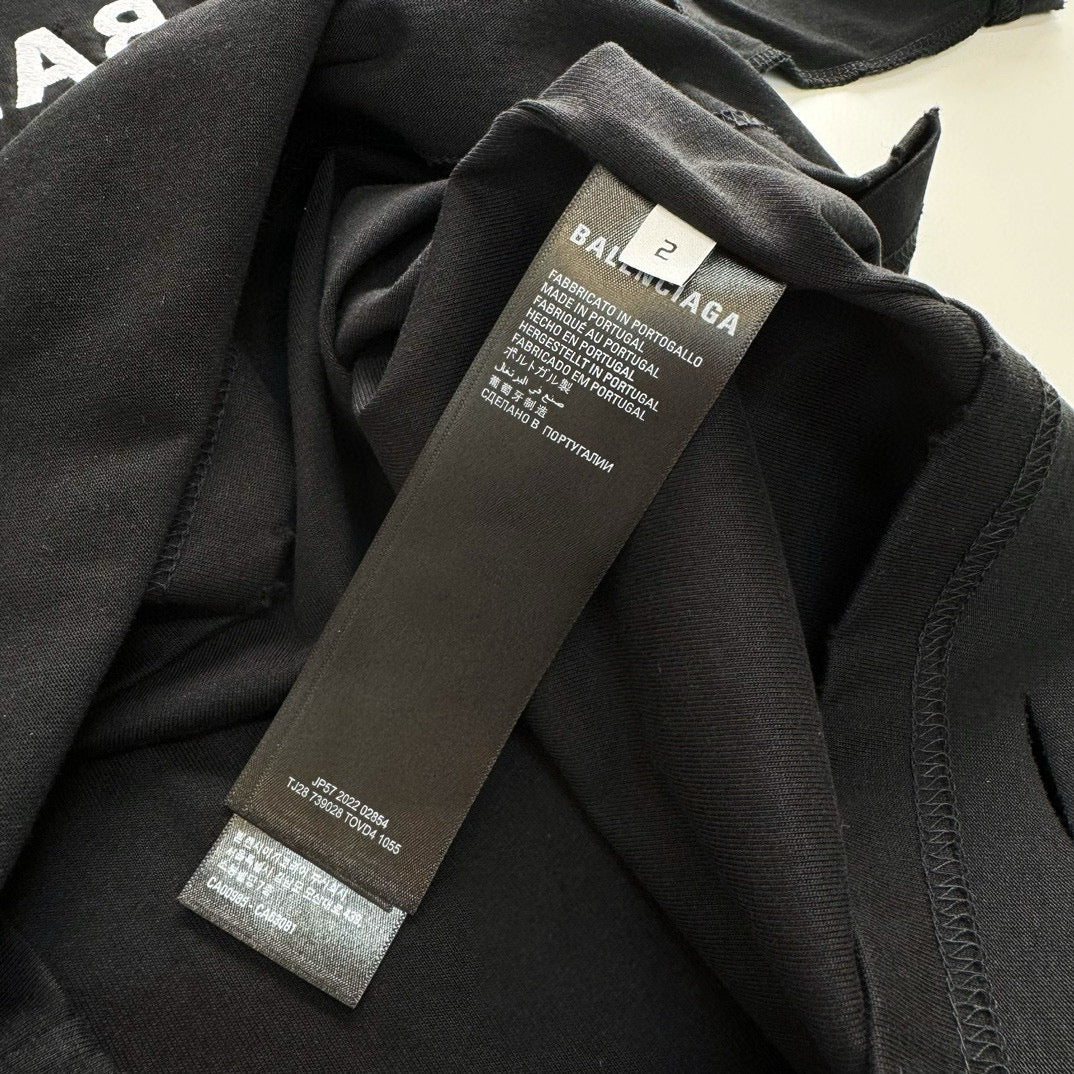 2
BALENCIAGA
FABBRICATO IN PORTOGALLO
MADE IN PORTUGAL
FABRIQUÉ AU PORTUGAL
HECHO EN PORTUGAL
HERGESTELLT IN PORTUGAL
FABRICADO EM PORTUGAL
ポルトガル製
صنع في البرتغال
葡萄牙制造
СДЕЛАНО В ПОРТУГАЛИИ
JP57 2022 02854
TJ28 739028 TOVD4 1055